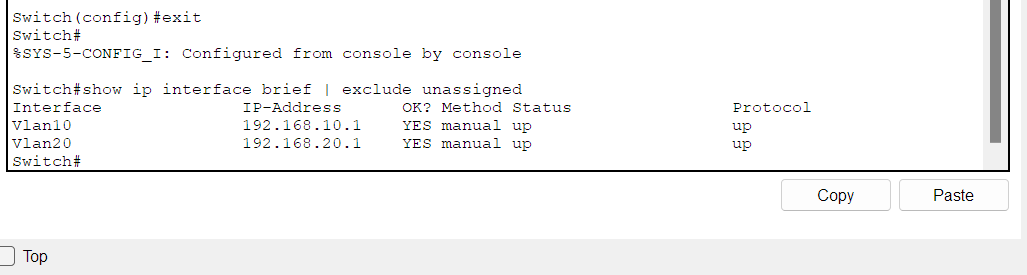 Switch(config)#exit
Switch#
%SYS-5-CONFIG_I: Configured from console by console
Switch#show ip interface brief | exclude unassigned
Interface IP-Address OK? Method Status Protocol
Vlan10 192.168.10.1 YES manual up up
Vlan20 192.168.20.1 YES manual up up
Switch#
Copy Paste
Top